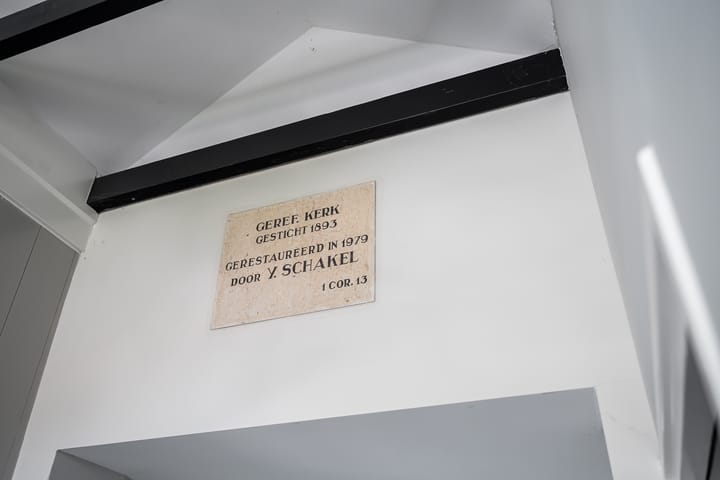 GEREF. KERK
GESTICHT 1893
GERESTAUREERD IN 1979
DOOR Y. SCHAKEL
1 COR. 13